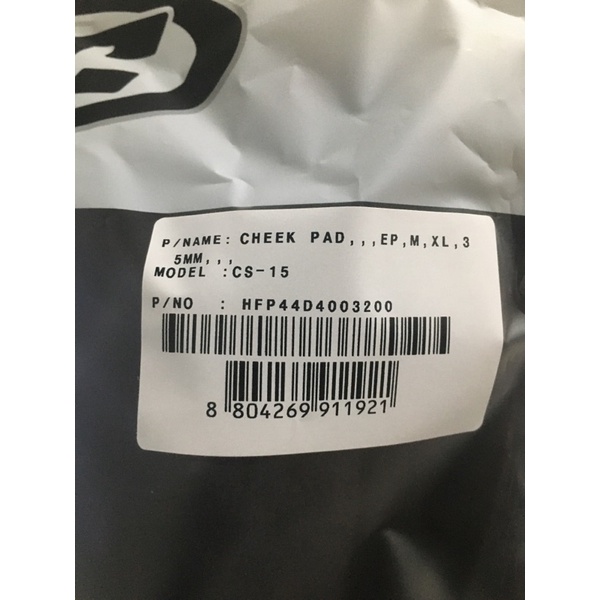 P/NAME: CHEEK PAD,,,EP,M,XL,3
5MM,,,
MODEL :CS-15
P/NO : HFP44D4003200
8 804269 911921